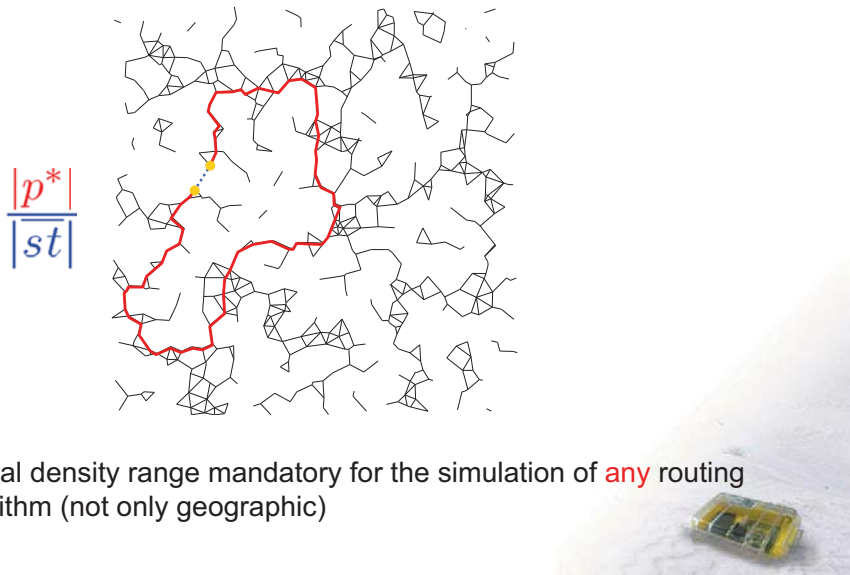 |p*|
|st|
al density range mandatory for the simulation of any routing
ithm (not only geographic)